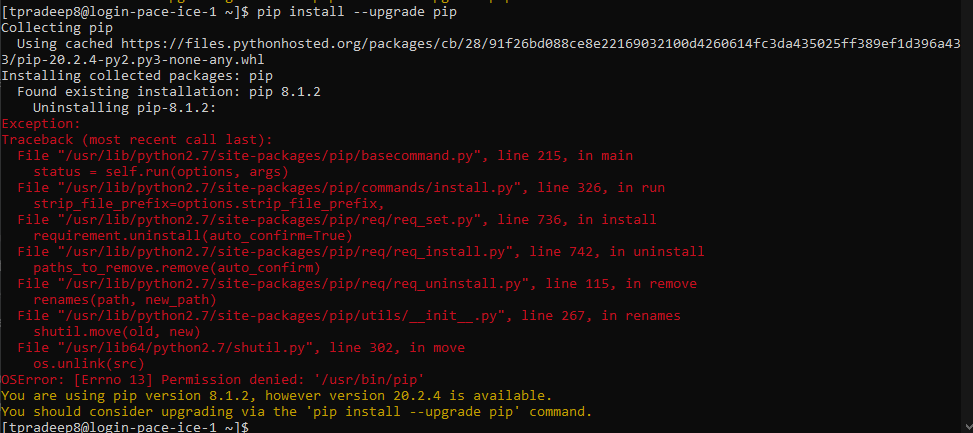 [tpradeep8@login-pace-ice-1 ~]$ pip install --upgrade pip
Collecting pip
  Using cached https://files.pythonhosted.org/packages/cb/28/91f26bd088ce8e22169032100d4260614fc3da435025ff389ef1d396a43
3/pip-20.2.4-py2.py3-none-any.whl
Installing collected packages: pip
  Found existing installation: pip 8.1.2
    Uninstalling pip-8.1.2:
Exception:
Traceback (most recent call last):
  File "/usr/lib/python2.7/site-packages/pip/basecommand.py", line 215, in main
    status = self.run(options, args)
  File "/usr/lib/python2.7/site-packages/pip/commands/install.py", line 326, in run
    strip_file_prefix=options.strip_file_prefix,
  File "/usr/lib/python2.7/site-packages/pip/req/req_set.py", line 736, in install
    requirement.uninstall(auto_confirm=True)
  File "/usr/lib/python2.7/site-packages/pip/req/req_install.py", line 742, in uninstall
    paths_to_remove.remove(auto_confirm)
  File "/usr/lib/python2.7/site-packages/pip/req/req_uninstall.py", line 115, in remove
    renames(path, new_path)
  File "/usr/lib/python2.7/site-packages/pip/utils/__init__.py", line 267, in renames
    shutil.move(old, new)
  File "/usr/lib64/python2.7/shutil.py", line 302, in move
    os.unlink(src)
OSError: [Errno 13] Permission denied: '/usr/bin/pip'
You are using pip version 8.1.2, however version 20.2.4 is available.
You should consider upgrading via the 'pip install --upgrade pip' command.
[tpradeep8@login-pace-ice-1 ~]$